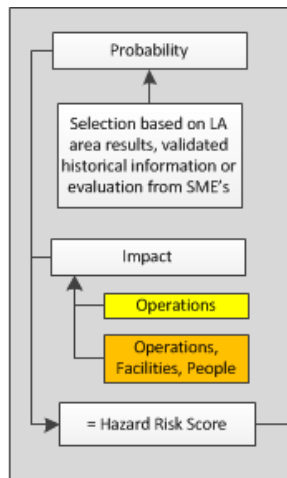 Probability
Selection based on LA
area results, validated
historical information or
evaluation from SME's
Impact
Operations
Operations,
Facilities, People
= Hazard Risk Score